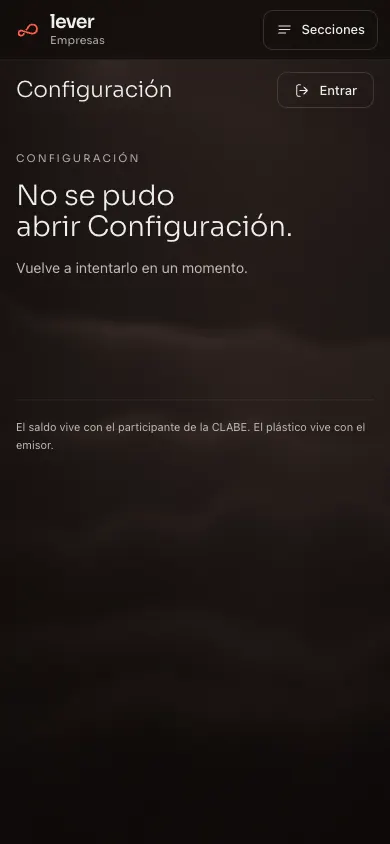 lever
Empresas
Secciones
Configuración
Entrar
CONFIGURACIÓN
No se pudo
abrir Configuración.
Vuelve a intentarlo en un momento.
El saldo vive con el participante de la CLABE. El plástico vive con el
emisor.